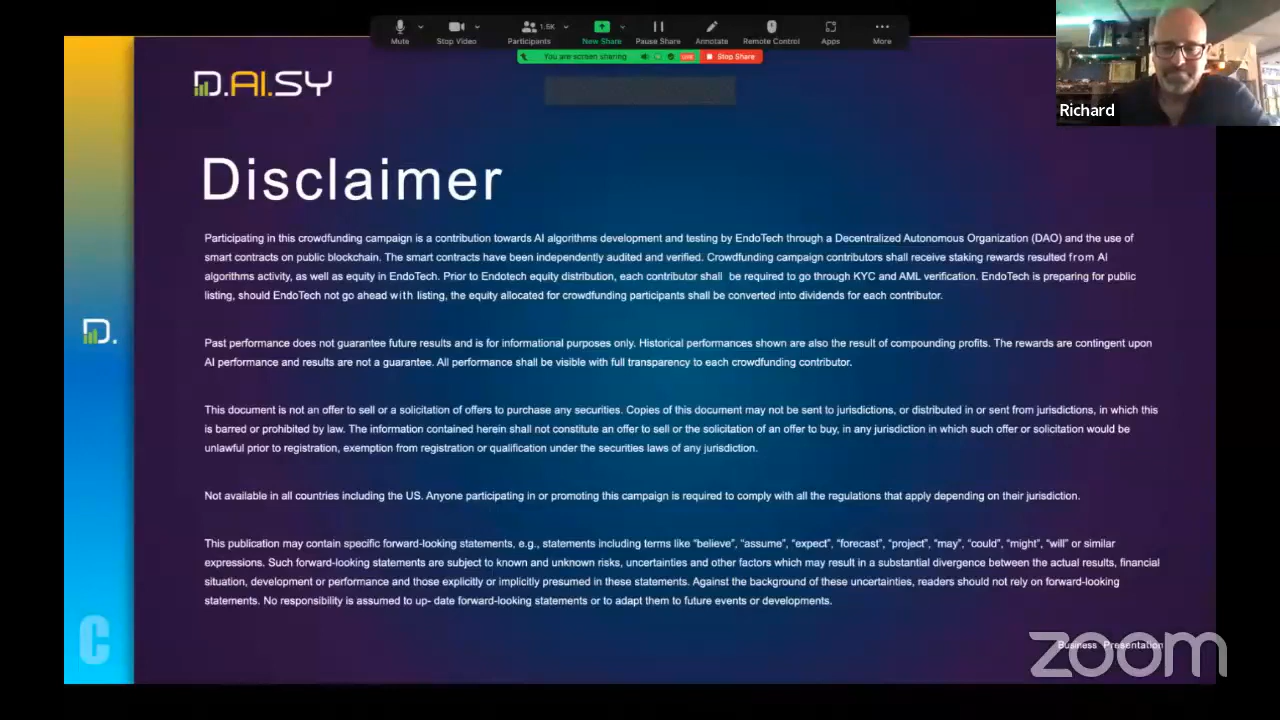 1.5K
Mute
Stop Video
Participants
New Share
Pause Share
Annotate
Remote Control
Apps
More
You are screen sharing
LIVE
Stop Share
Richard
D.AI.SY
Disclaimer
Participating in this crowdfunding campaign is a contribution towards AI algorithms development and testing by EndoTech through a Decentralized Autonomous Organization (DAO) and the use of
smart contracts on public blockchain. The smart contracts have been independently audited and verified. Crowdfunding campaign contributors shall receive staking rewards resulted from AI
algorithms activity, as well as equity in EndoTech. Prior to Endotech equity distribution, each contributor shall be required to go through KYC and AML verification. EndoTech is preparing for public
listing, should EndoTech not go ahead with listing, the equity allocated for crowdfunding participants shall be converted into dividends for each contributor.
Past performance does not guarantee future results and is for informational purposes only. Historical performances shown are also the result of compounding profits. The rewards are contingent upon
AI performance and results are not a guarantee. All performance shall be visible with full transparency to each crowdfunding contributor.
This document is not an offer to sell or a solicitation of offers to purchase any securities. Copies of this document may not be sent to jurisdictions, or distributed in or sent from jurisdictions, in which this
is barred or prohibited by law. The information contained herein shall not constitute an offer to sell or the solicitation of an offer to buy, in any jurisdiction in which such offer or solicitation would be
unlawful prior to registration, exemption from registration or qualification under the securities laws of any jurisdiction.
D.
Not available in all countries including the US. Anyone participating in or promoting this campaign is required to comply with all the regulations that apply depending on their jurisdiction.
This publication may contain specific forward-looking statements, e.g., statements including terms like “believe”, “assume”, “expect”, “forecast”, “project”, “may”, “could”, “might”, “will” or similar
expressions. Such forward-looking statements are subject to known and unknown risks, uncertainties and other factors which may result in a substantial divergence between the actual results, financial
situation, development or performance and those explicitly or implicitly presumed in these statements. Against the background of these uncertainties, readers should not rely on forward-looking
statements. No responsibility is assumed to up- date forward-looking statements or to adapt them to future events or developments.
C
Business Presentation
zoom